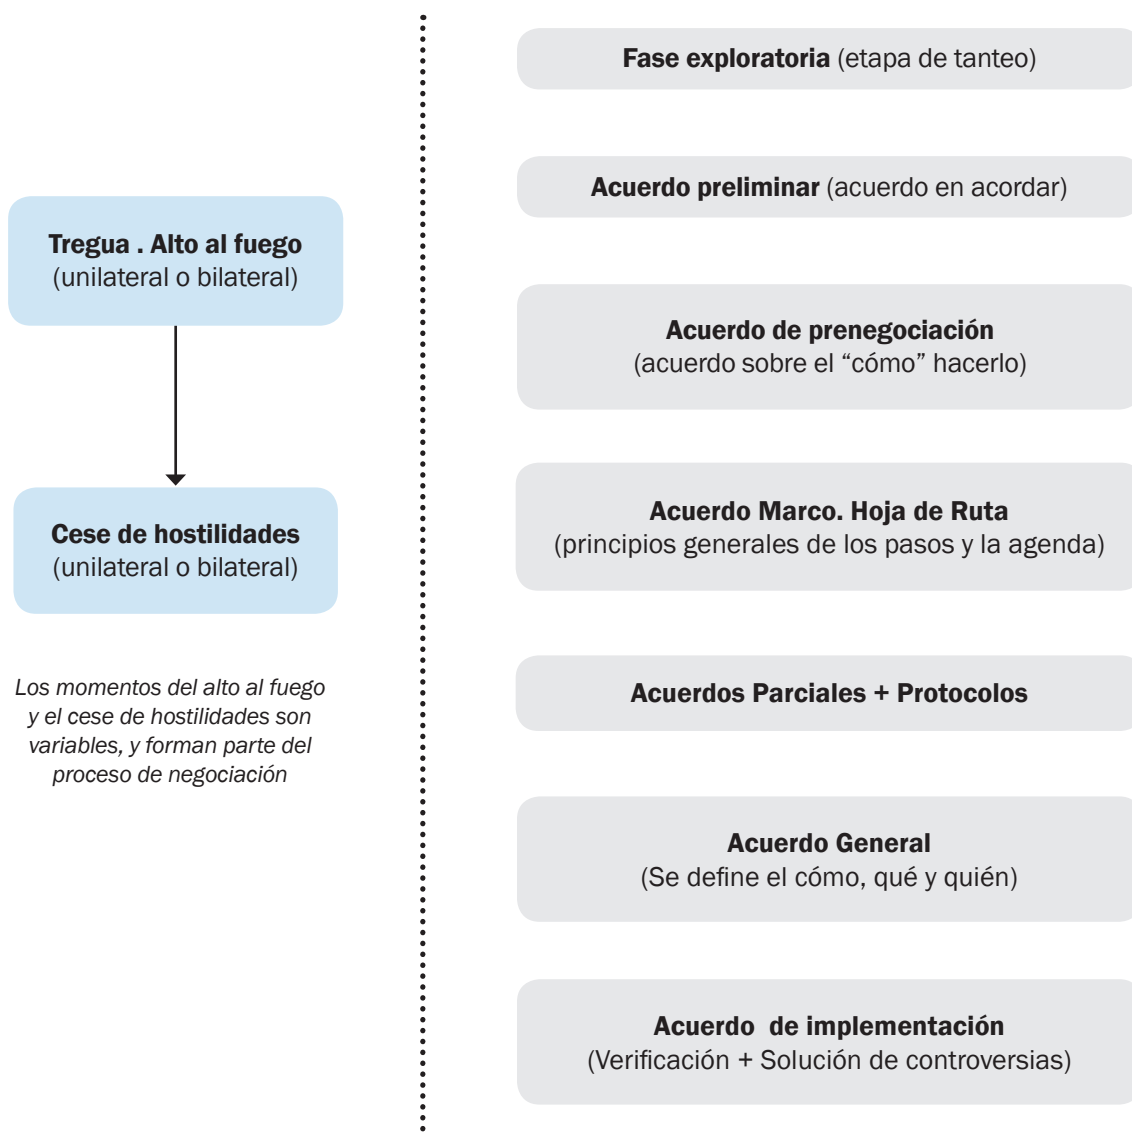 Tregua . Alto al fuego
(unilateral o bilateral)
Cese de hostilidades
(unilateral o bilateral)
Los momentos del alto al fuego
y el cese de hostilidades son
variables, y forman parte del
proceso de negociación
Fase exploratoria (etapa de tanteo)
Acuerdo preliminar (acuerdo en acordar)
Acuerdo de prenegociación
(acuerdo sobre el “cómo” hacerlo)
Acuerdo Marco. Hoja de Ruta
(principios generales de los pasos y la agenda)
Acuerdos Parciales + Protocolos
Acuerdo General
(Se define el cómo, qué y quién)
Acuerdo  de implementación
(Verificación + Solución de controversias)